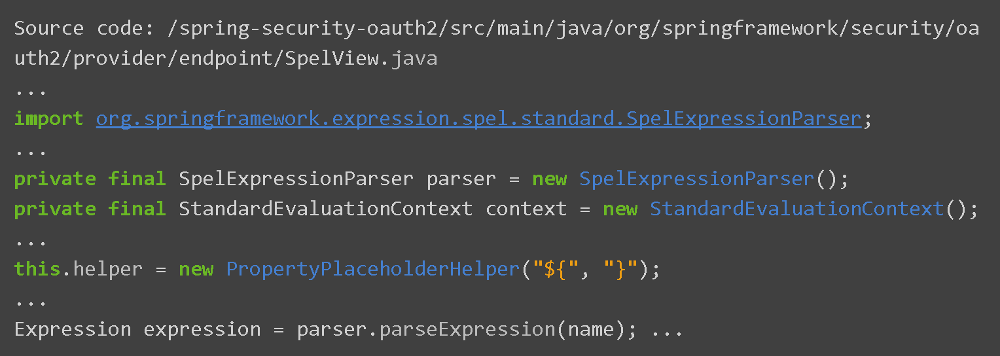 Source code: /spring-security-oauth2/src/main/java/org/springframework/security/oa
uth2/provider/endpoint/SpelView.java
...
import org.springframework.expression.spel.standard.SpelExpressionParser;
...
private final SpelExpressionParser parser = new SpelExpressionParser();
private final StandardEvaluationContext context = new StandardEvaluationContext();
...
this.helper = new PropertyPlaceholderHelper("${", "}");
...
Expression expression = parser.parseExpression(name); ...